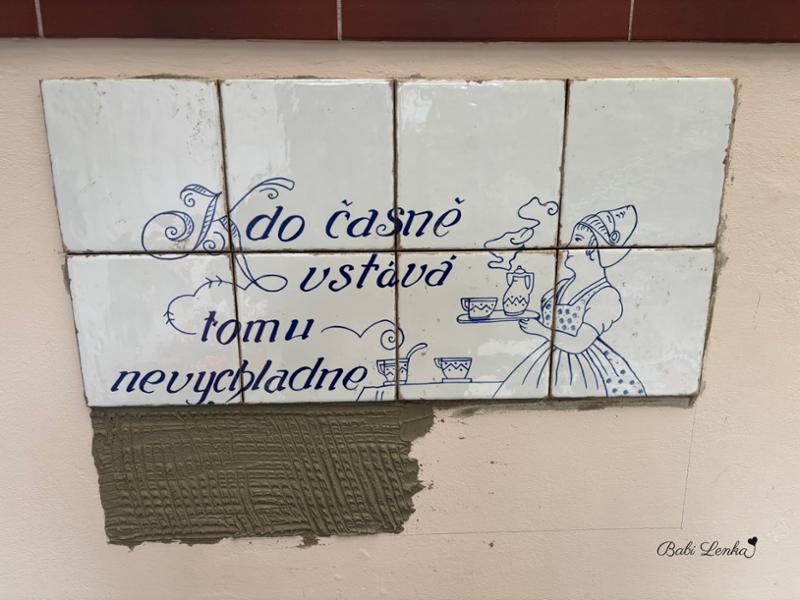 Kdo časně
vstává
tomu
nevychladne
Babi Lenka